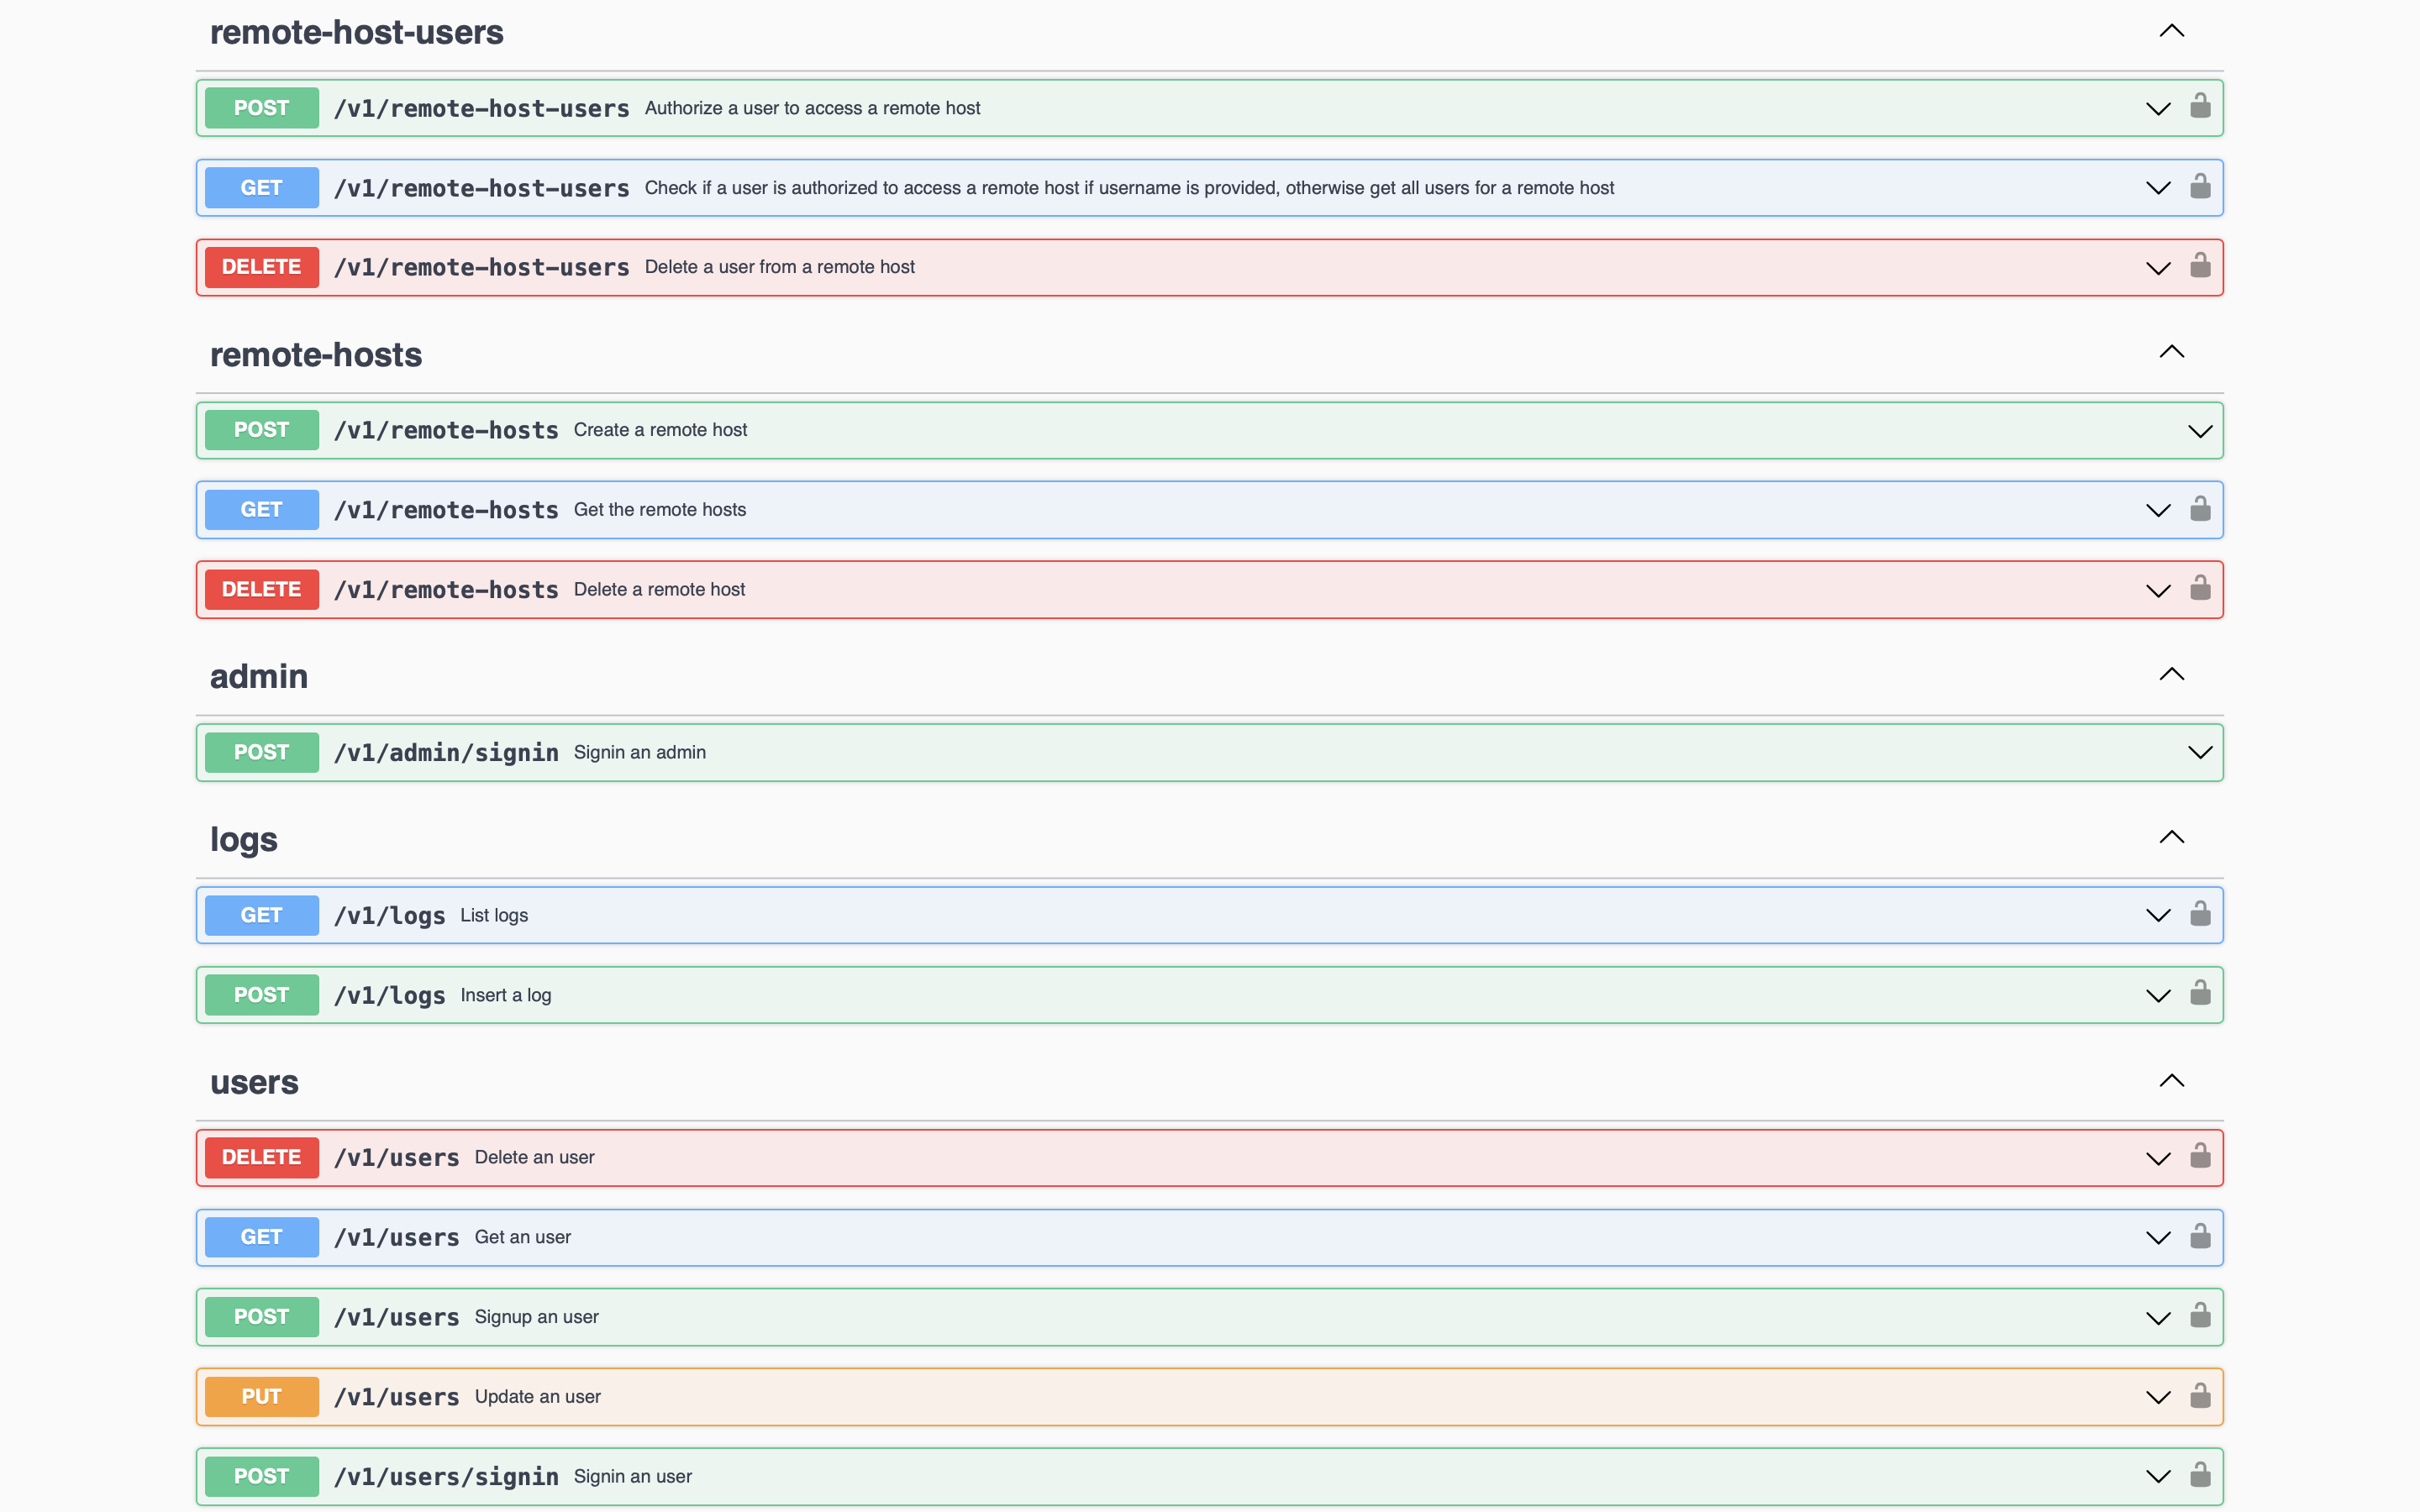 remote-host-users
POST /v1/remote-host-users Authorize a user to access a remote host
GET /v1/remote-host-users Check if a user is authorized to access a remote host if username is provided, otherwise get all users for a remote host
DELETE /v1/remote-host-users Delete a user from a remote host
remote-hosts
POST /v1/remote-hosts Create a remote host
GET /v1/remote-hosts Get the remote hosts
DELETE /v1/remote-hosts Delete a remote host
admin
POST /v1/admin/signin Signin an admin
logs
GET /v1/logs List logs
POST /v1/logs Insert a log
users
DELETE /v1/users Delete an user
GET /v1/users Get an user
POST /v1/users Signup an user
PUT /v1/users Update an user
POST /v1/users/signin Signin an user